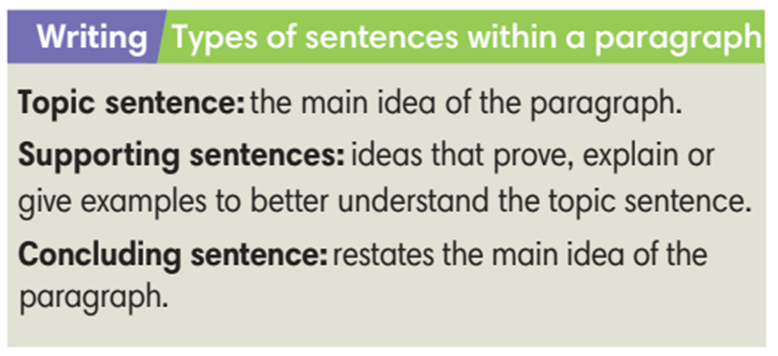 Writing Types of sentences within a paragraph
Topic sentence: the main idea of the paragraph.
Supporting sentences: ideas that prove, explain or
give examples to better understand the topic sentence.
Concluding sentence: restates the main idea of the
paragraph.